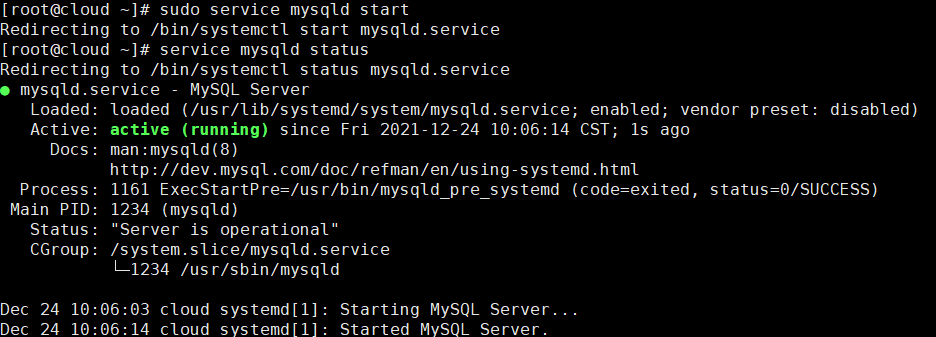 [root@cloud ~]# sudo service mysqld start
Redirecting to /bin/systemctl start mysqld.service
[root@cloud ~]# service mysqld status
Redirecting to /bin/systemctl status mysqld.service
● mysqld.service - MySQL Server
   Loaded: loaded (/usr/lib/systemd/system/mysqld.service; enabled; vendor preset: disabled)
   Active: active (running) since Fri 2021-12-24 10:06:14 CST; 1s ago
     Docs: man:mysqld(8)
           http://dev.mysql.com/doc/refman/en/using-systemd.html
  Process: 1161 ExecStartPre=/usr/bin/mysqld_pre_systemd (code=exited, status=0/SUCCESS)
 Main PID: 1234 (mysqld)
   Status: "Server is operational"
   CGroup: /system.slice/mysqld.service
           └─1234 /usr/sbin/mysqld

Dec 24 10:06:03 cloud systemd[1]: Starting MySQL Server...
Dec 24 10:06:14 cloud systemd[1]: Started MySQL Server.